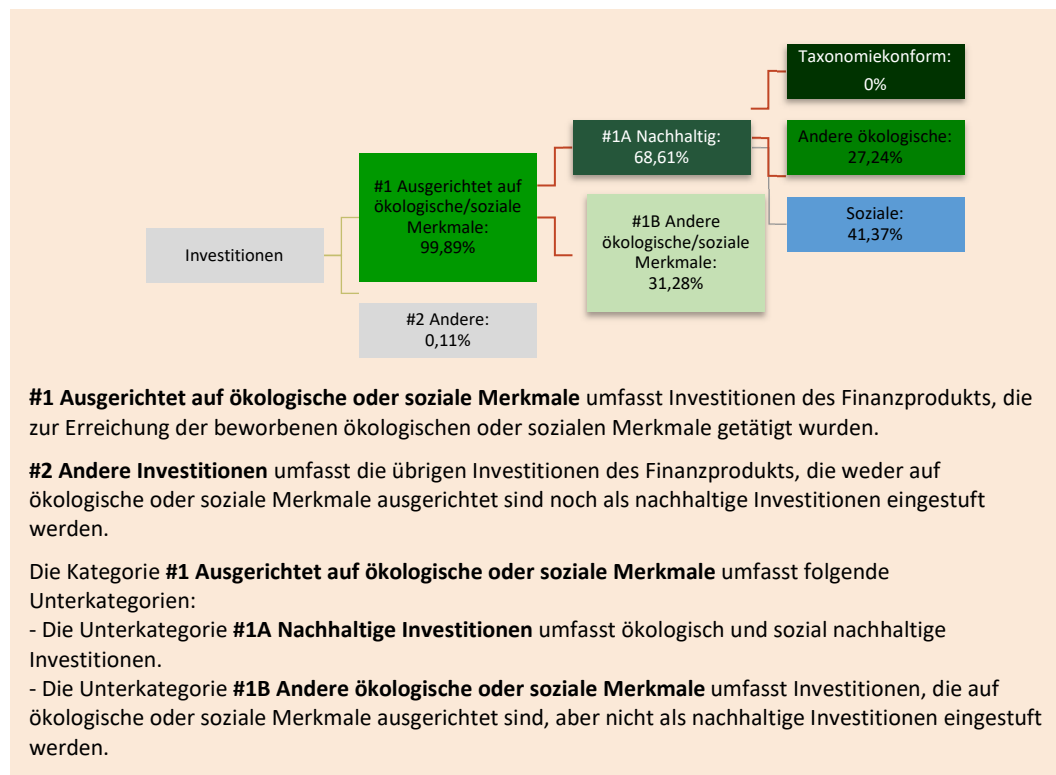 Taxonomiekonform:
0%
#1A Nachhaltig:
68,61%
Andere ökologische:
27,24%
#1 Ausgerichtet auf
ökologische/soziale
Merkmale:
99,89%
#1B Andere
ökologische/soziale
Merkmale:
31,28%
Soziale:
41,37%
Investitionen
#2 Andere:
0,11%
#1 Ausgerichtet auf ökologische oder soziale Merkmale umfasst Investitionen des Finanzprodukts, die
zur Erreichung der beworbenen ökologischen oder sozialen Merkmale getätigt wurden.
#2 Andere Investitionen umfasst die übrigen Investitionen des Finanzprodukts, die weder auf
ökologische oder soziale Merkmale ausgerichtet sind noch als nachhaltige Investitionen eingestuft
werden.
Die Kategorie #1 Ausgerichtet auf ökologische oder soziale Merkmale umfasst folgende
Unterkategorien:
- Die Unterkategorie #1A Nachhaltige Investitionen umfasst ökologisch und sozial nachhaltige
Investitionen.
- Die Unterkategorie #1B Andere ökologische oder soziale Merkmale umfasst Investitionen, die auf
ökologische oder soziale Merkmale ausgerichtet sind, aber nicht als nachhaltige Investitionen eingestuft
werden.